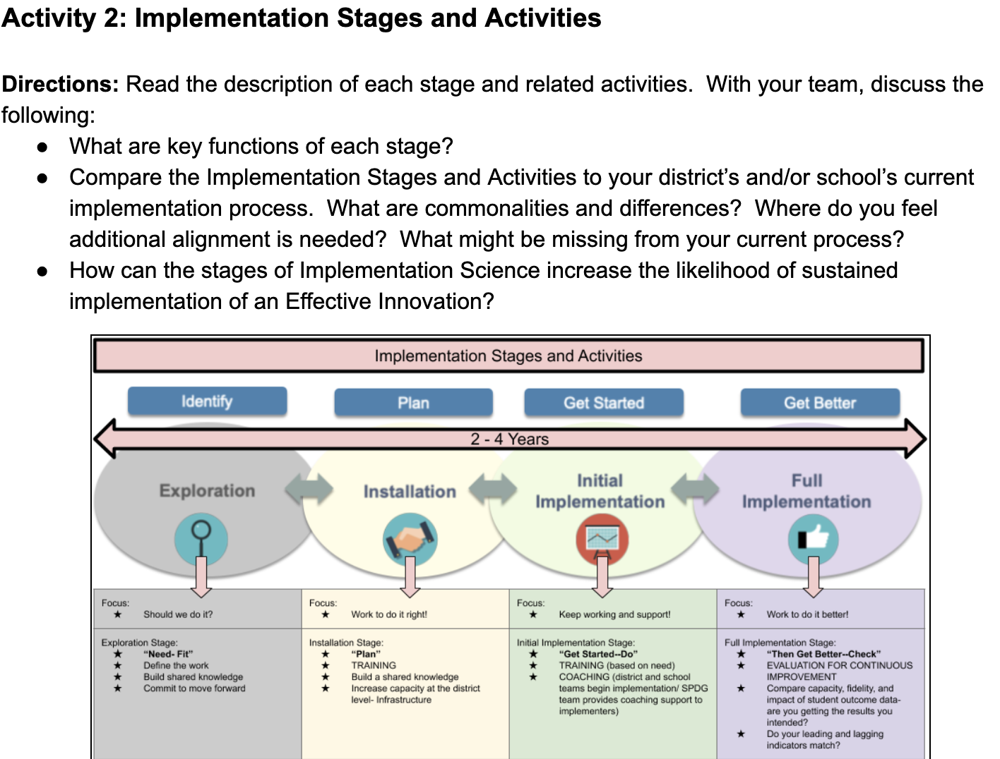 Activity 2: Implementation Stages and Activities
Directions: Read the description of each stage and related activities.  With your team, discuss the
following:
● What are key functions of each stage?
● Compare the Implementation Stages and Activities to your district’s and/or school’s current
implementation process.  What are commonalities and differences?  Where do you feel
additional alignment is needed?  What might be missing from your current process?
● How can the stages of Implementation Science increase the likelihood of sustained
implementation of an Effective Innovation?
Implementation Stages and Activities
Identify
Plan
Get Started
Get Better
2 - 4 Years
Exploration
Installation
Initial
Implementation
Full
Implementation
Focus:
★ Should we do it?
Focus:
★ Work to do it right!
Focus:
★ Keep working and support!
Focus:
★ Work to do it better!
Exploration Stage:
★ “Need- Fit”
★ Define the work
★ Build shared knowledge
★ Commit to move forward
Installation Stage:
★ “Plan”
★ TRAINING
★ Build a shared knowledge
★ Increase capacity at the district
level- Infrastructure
Initial Implementation Stage:
★ “Get Started--Do”
★ TRAINING (based on need)
★ COACHING (district and school
teams begin implementation/ SPDG
team provides coaching support to
implementers)
Full Implementation Stage:
★ “Then Get Better--Check”
★ EVALUATION FOR CONTINUOUS
IMPROVEMENT
★ Compare capacity, fidelity, and
impact of student outcome data-
are you getting the results you
intended?
★ Do your leading and lagging
indicators match?